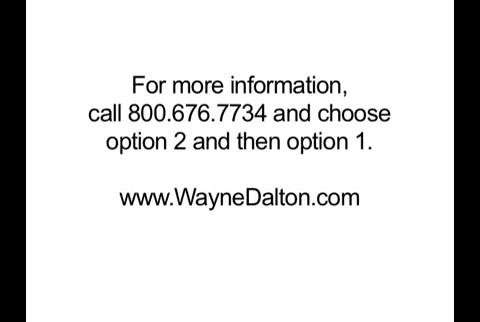 For more information,
call 800.676.7734 and choose
option 2 and then option 1.
www.WayneDalton.com